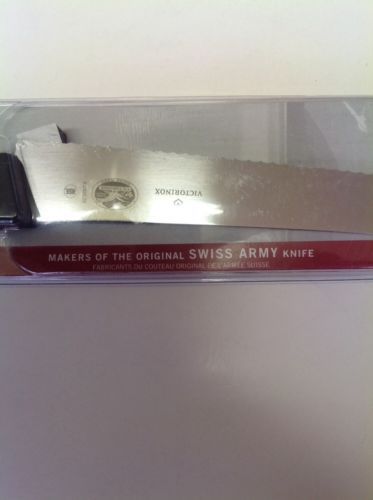 VICTORINOX
MAKERS OF THE ORIGINAL SWISS ARMY KNIFE
FABRICANTS DU COUTEAU ORIGINAL DE L'ARMÉE SUISSE